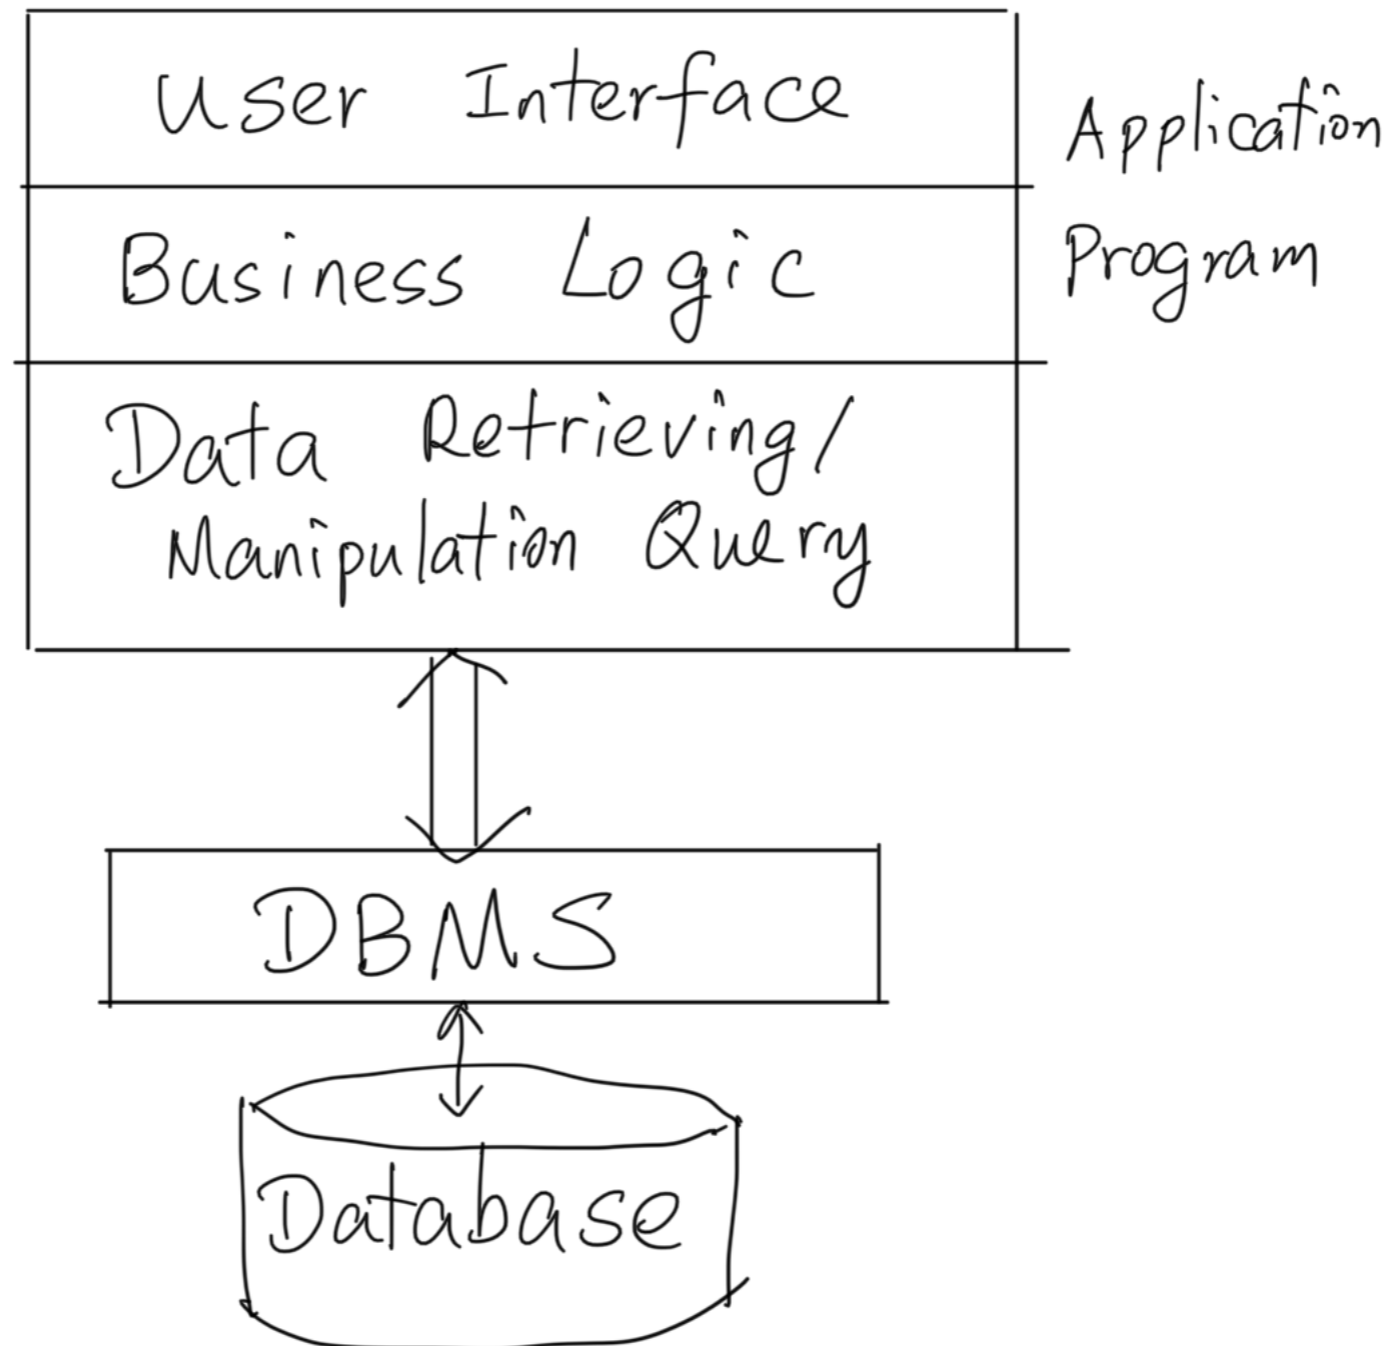 User Interface
Application
Business Logic
Program
Data Retrieving/
Manipulation Query
DBMS
Database